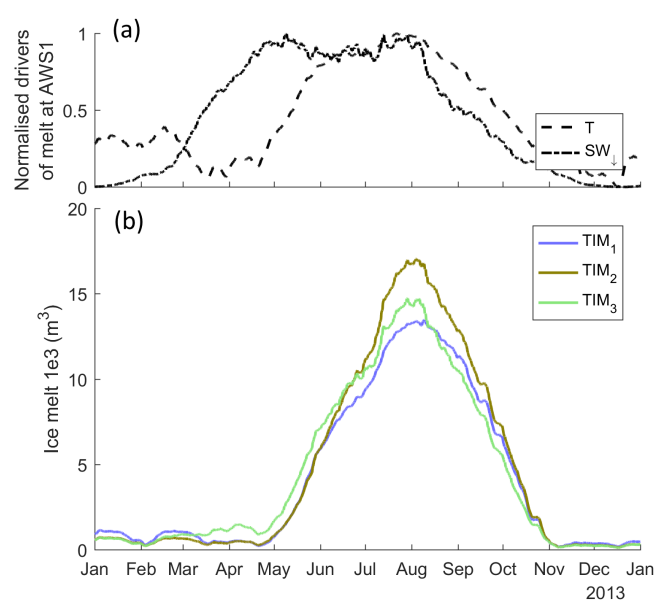 (a)
Normalised drivers
of melt at AWS1
1
0.5
0
T
SW↓
(b)
Ice melt 1e3 (m³)
20
15
10
5
0
TIM₁
TIM₂
TIM₃
Jan Feb Mar Apr May Jun Jul Aug Sep Oct Nov Dec Jan
2013